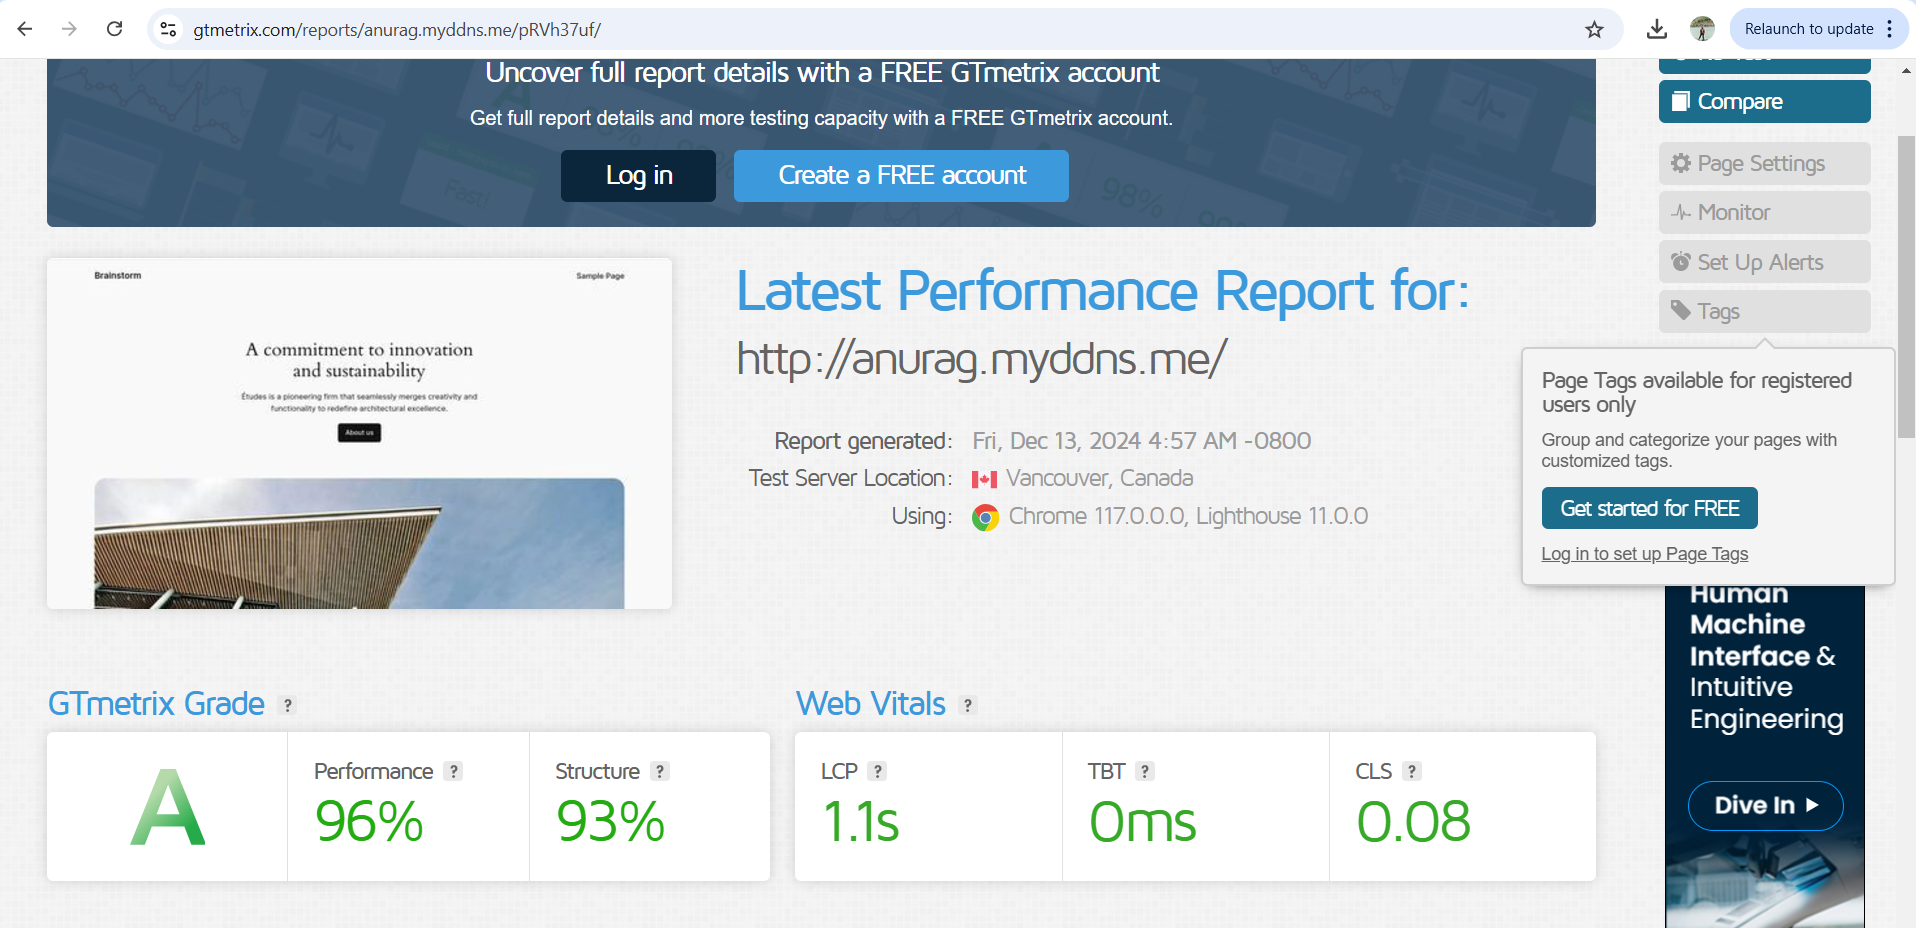 gtmetrix.com/reports/anurag.myddns.me/pRVh37uf/
Relaunch to update
Uncover full report details with a FREE GTmetrix account
Get full report details and more testing capacity with a FREE GTmetrix account.
Log in
Create a FREE account
Fast!
98%
Compare
Page Settings
Monitor
Set Up Alerts
Tags
Page Tags available for registered
users only
Group and categorize your pages with
customized tags.
Get started for FREE
Log in to set up Page Tags
Brainstorm
Sample Page
A commitment to innovation
and sustainability
Études is a pioneering firm that seamlessly merges creativity and
functionality to redefine architectural excellence.
About us
Latest Performance Report for:
http://anurag.myddns.me/
Report generated: Fri, Dec 13, 2024 4:57 AM -0800
Test Server Location: Vancouver, Canada
Using: Chrome 117.0.0.0, Lighthouse 11.0.0
Human
Machine
Interface &
Intuitive
Engineering
Dive In
GTmetrix Grade ?
A
Performance ?
96%
Structure ?
93%
Web Vitals ?
LCP ?
1.1s
TBT ?
0ms
CLS ?
0.08